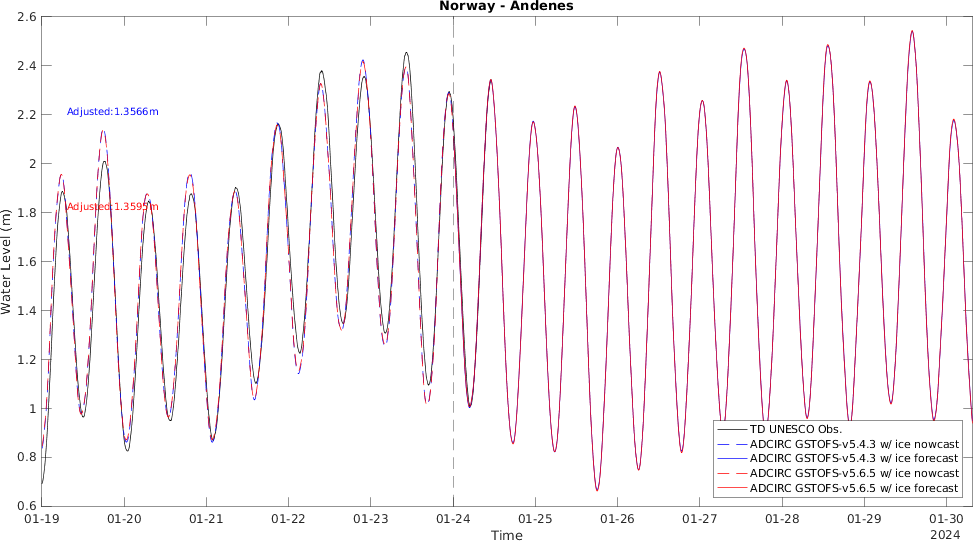 Norway - Andenes
2.6
2.4
2.2
2
1.8
1.6
1.4
1.2
1
0.8
0.6
Water Level (m)
Adjusted:1.3566m
Adjusted:1.3595m
TD UNESCO Obs.
ADCIRC GSTOFS-v5.4.3 w/ ice nowcast
ADCIRC GSTOFS-v5.4.3 w/ ice forecast
ADCIRC GSTOFS-v5.6.5 w/ ice nowcast
ADCIRC GSTOFS-v5.6.5 w/ ice forecast
01-19 01-20 01-21 01-22 01-23 01-24 01-25 01-26 01-27 01-28 01-29 01-30
2024
Time